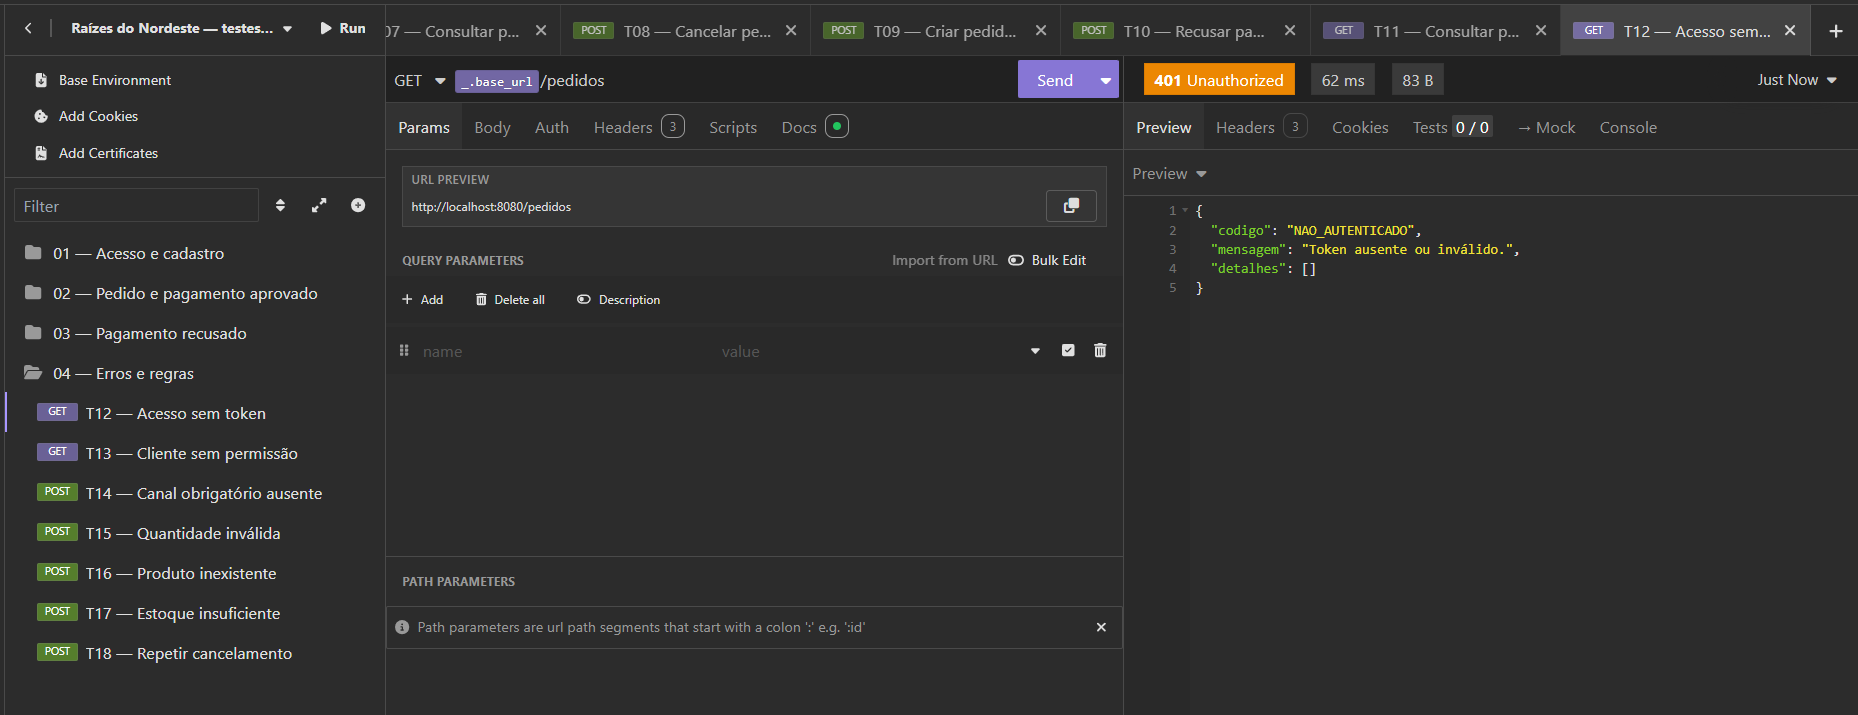 Raízes do Nordeste — testes...
Run
Base Environment
Add Cookies
Add Certificates
Filter
01 — Acesso e cadastro
02 — Pedido e pagamento aprovado
03 — Pagamento recusado
04 — Erros e regras
GET T12 — Acesso sem token
GET T13 — Cliente sem permissão
POST T14 — Canal obrigatório ausente
POST T15 — Quantidade inválida
POST T16 — Produto inexistente
POST T17 — Estoque insuficiente
POST T18 — Repetir cancelamento
07 — Consultar p...
POST T08 — Cancelar pe...
POST T09 — Criar pedid...
POST T10 — Recusar pa...
GET T11 — Consultar p...
GET T12 — Acesso sem...
GET _.base_url /pedidos
Send
Params Body Auth Headers 3 Scripts Docs
URL PREVIEW
http://localhost:8080/pedidos
QUERY PARAMETERS Import from URL Bulk Edit
Add Delete all Description
name value
PATH PARAMETERS
Path parameters are url path segments that start with a colon ':' e.g. ':id'
401 Unauthorized 62 ms 83 B Just Now
Preview Headers 3 Cookies Tests 0 / 0 → Mock Console
Preview
1 {
2 "codigo": "NAO_AUTENTICADO",
3 "mensagem": "Token ausente ou inválido.",
4 "detalhes": []
5 }